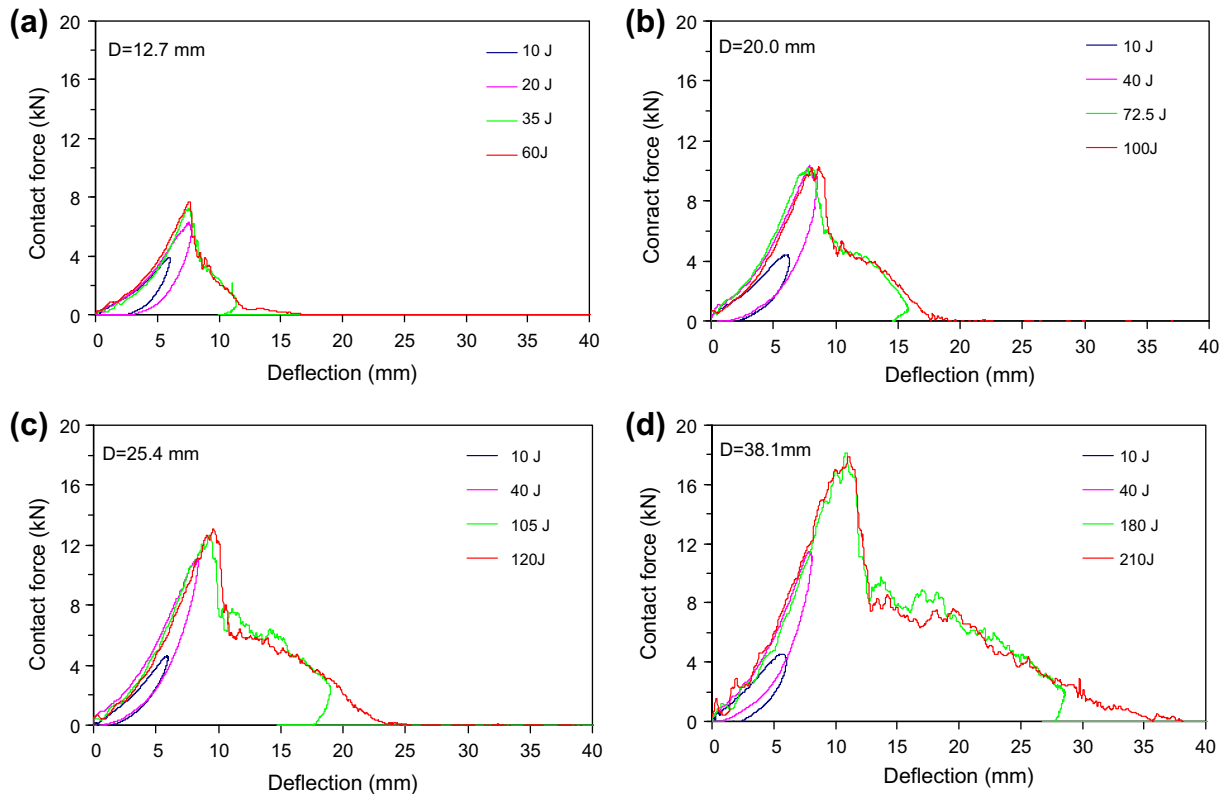 (a)
D=12.7 mm
10 J
20 J
35 J
60J
20
16
12
8
4
0
Contact force (kN)
0 5 10 15 20 25 30 35 40
Deflection (mm)
(b)
D=20.0 mm
10 J
40 J
72.5 J
100J
20
16
12
8
4
0
Conract force (kN)
0 5 10 15 20 25 30 35 40
Deflection (mm)
(c)
D=25.4 mm
10 J
40 J
105 J
120J
20
16
12
8
4
0
Contact force (kN)
0 5 10 15 20 25 30 35 40
Deflection (mm)
(d)
D=38.1mm
10 J
40 J
180 J
210J
20
16
12
8
4
0
Contact force (kN)
0 5 10 15 20 25 30 35 40
Deflection (mm)